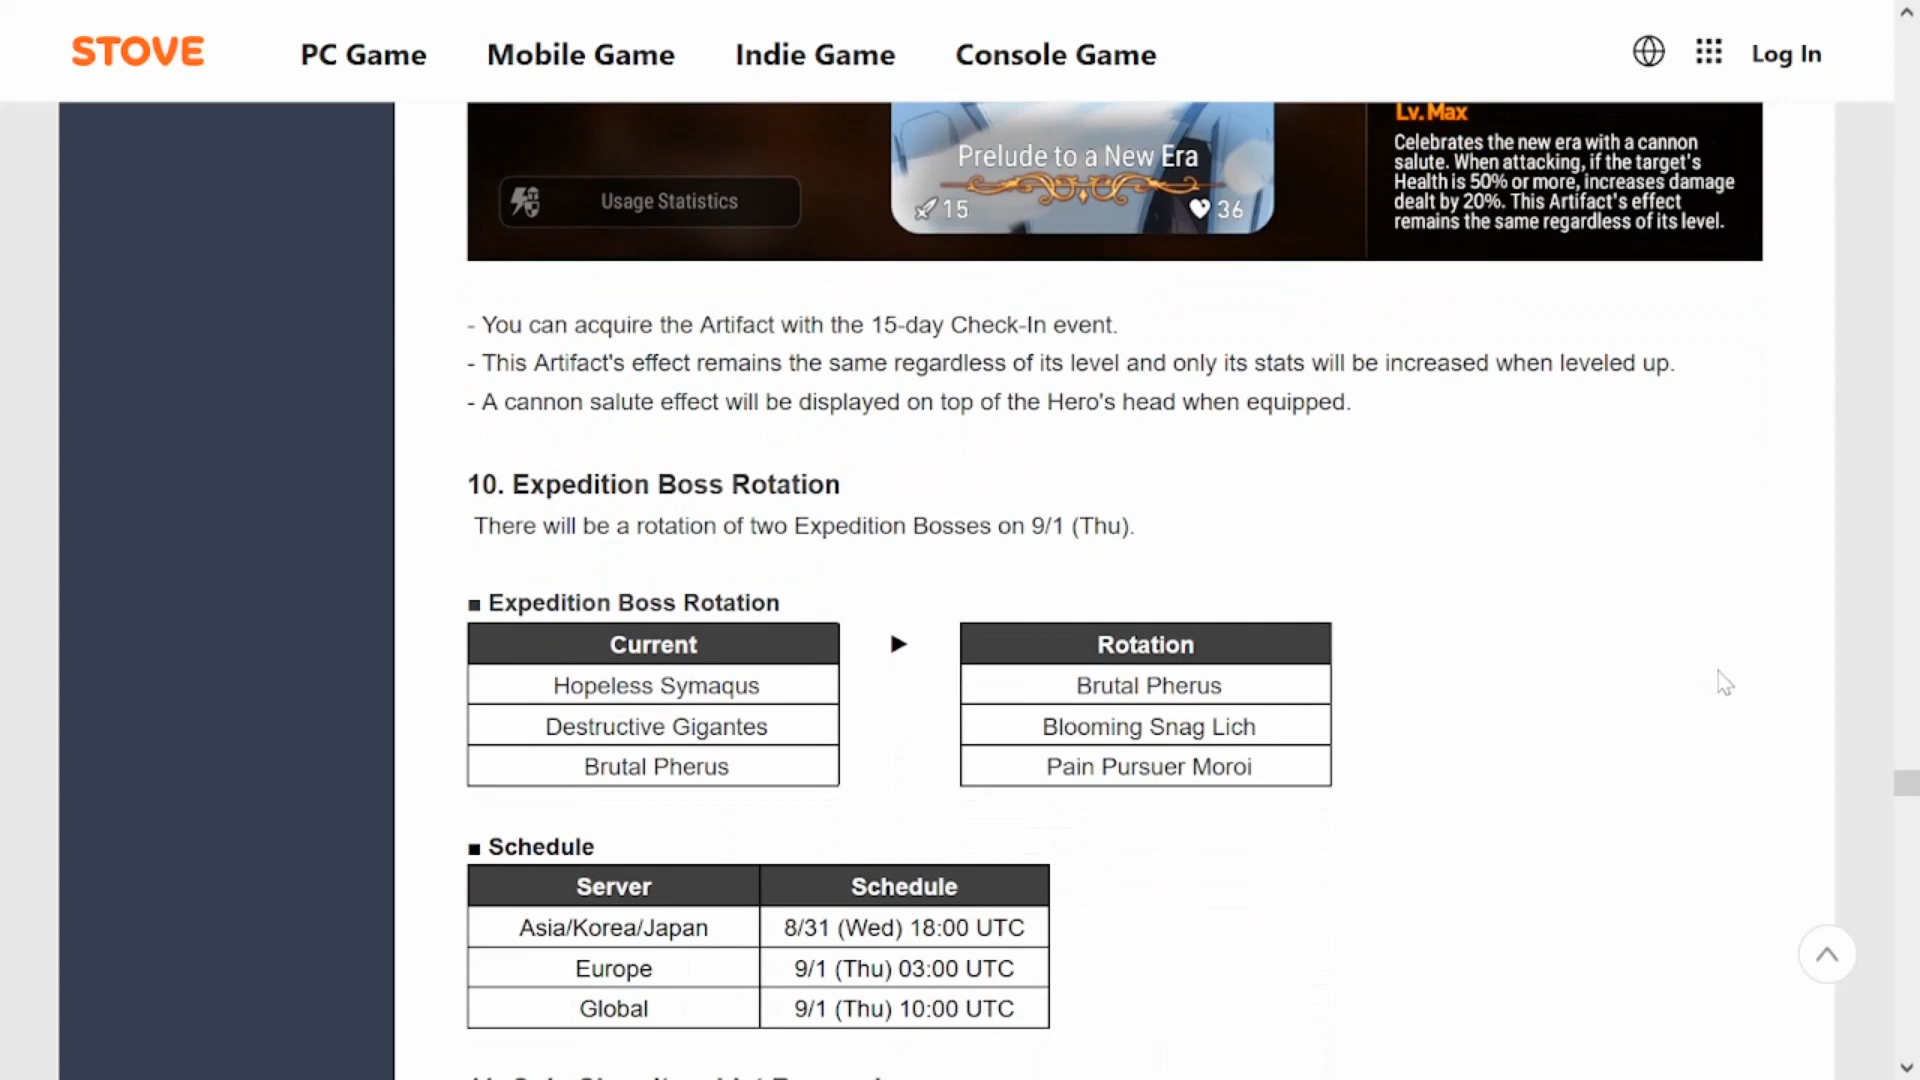 STOVE PC Game Mobile Game Indie Game Console Game Log In
Usage Statistics
Prelude to a New Era
15 36
Lv. Max
Celebrates the new era with a cannon
salute. When attacking, if the target's
Health is 50% or more, increases damage
dealt by 20%. This Artifact's effect
remains the same regardless of its level.
- You can acquire the Artifact with the 15-day Check-In event.
- This Artifact's effect remains the same regardless of its level and only its stats will be increased when leveled up.
- A cannon salute effect will be displayed on top of the Hero's head when equipped.
10. Expedition Boss Rotation
There will be a rotation of two Expedition Bosses on 9/1 (Thu).
■ Expedition Boss Rotation
Current ▶ Rotation
Hopeless Symaqus Brutal Pherus
Destructive Gigantes Blooming Snag Lich
Brutal Pherus Pain Pursuer Moroi
■ Schedule
Server Schedule
Asia/Korea/Japan 8/31 (Wed) 18:00 UTC
Europe 9/1 (Thu) 03:00 UTC
Global 9/1 (Thu) 10:00 UTC